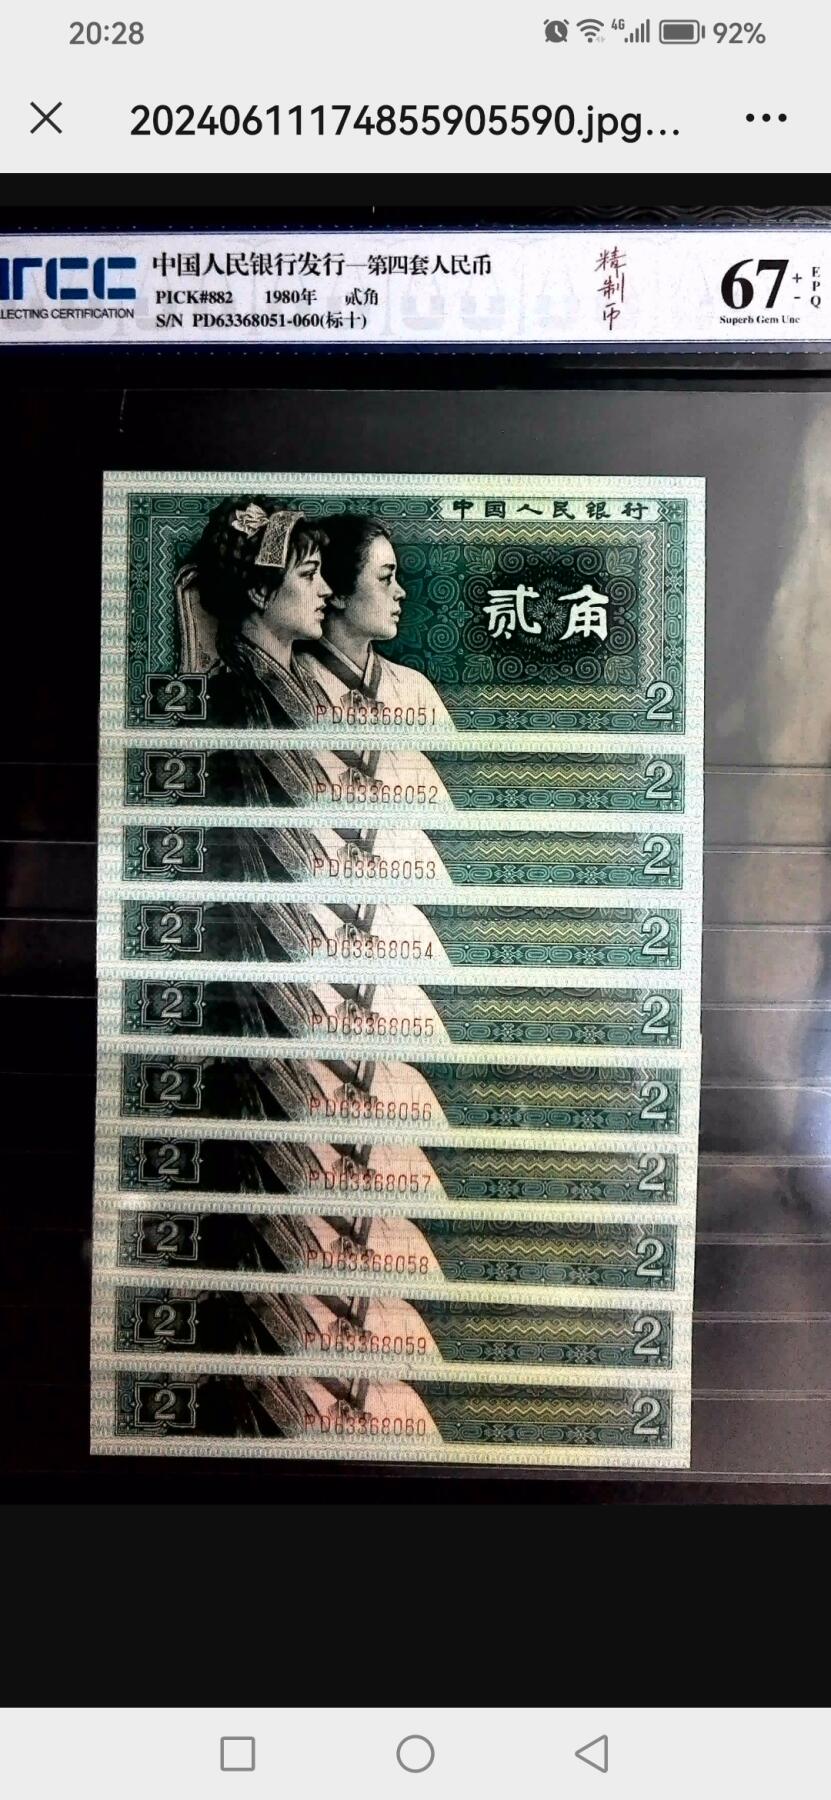 20:28
4G
92%
20240611174855905590.jpg...
中国人民银行发行—第四套人民币
PICK#882 1980年 贰角
LECTING CERTIFICATION
S/N PD63368051-060(标十)
精制币
67 + -
EPQ
Superb Gem Unc
中国人民银行
贰角
2 PD63368051 2
2 PD63368052 2
2 PD63368053 2
2 PD63368054 2
2 PD63368055 2
2 PD63368056 2
2 PD63368057 2
2 PD63368058 2
2 PD63368059 2
2 PD63368060 2